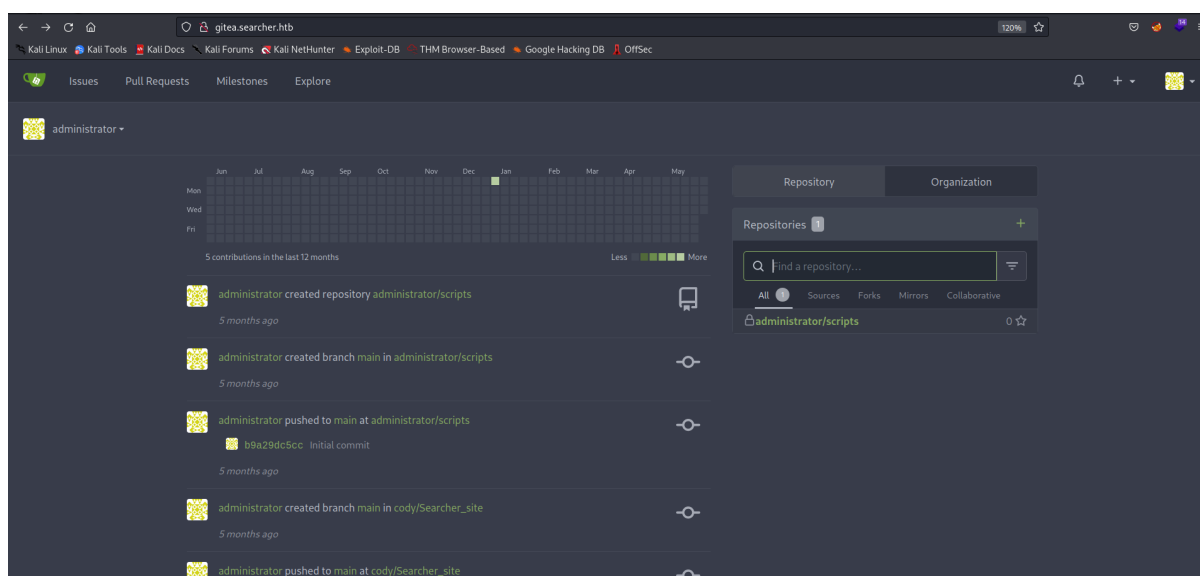 gitea.searcher.htb
120%
34
Kali Linux Kali Tools Kali Docs Kali Forums Kali NetHunter Exploit-DB THM Browser-Based Google Hacking DB OffSec
Issues Pull Requests Milestones Explore
administrator
Jun Jul Aug Sep Oct Nov Dec Jan Feb Mar Apr May
Mon
Wed
Fri
5 contributions in the last 12 months Less More
administrator created repository administrator/scripts
5 months ago
administrator created branch main in administrator/scripts
5 months ago
administrator pushed to main at administrator/scripts
b9a29dc5cc Initial commit
5 months ago
administrator created branch main in cody/Searcher_site
5 months ago
administrator pushed to main at cody/Searcher_site
Repository Organization
Repositories 1
Find a repository...
All 1 Sources Forks Mirrors Collaborative
administrator/scripts 0